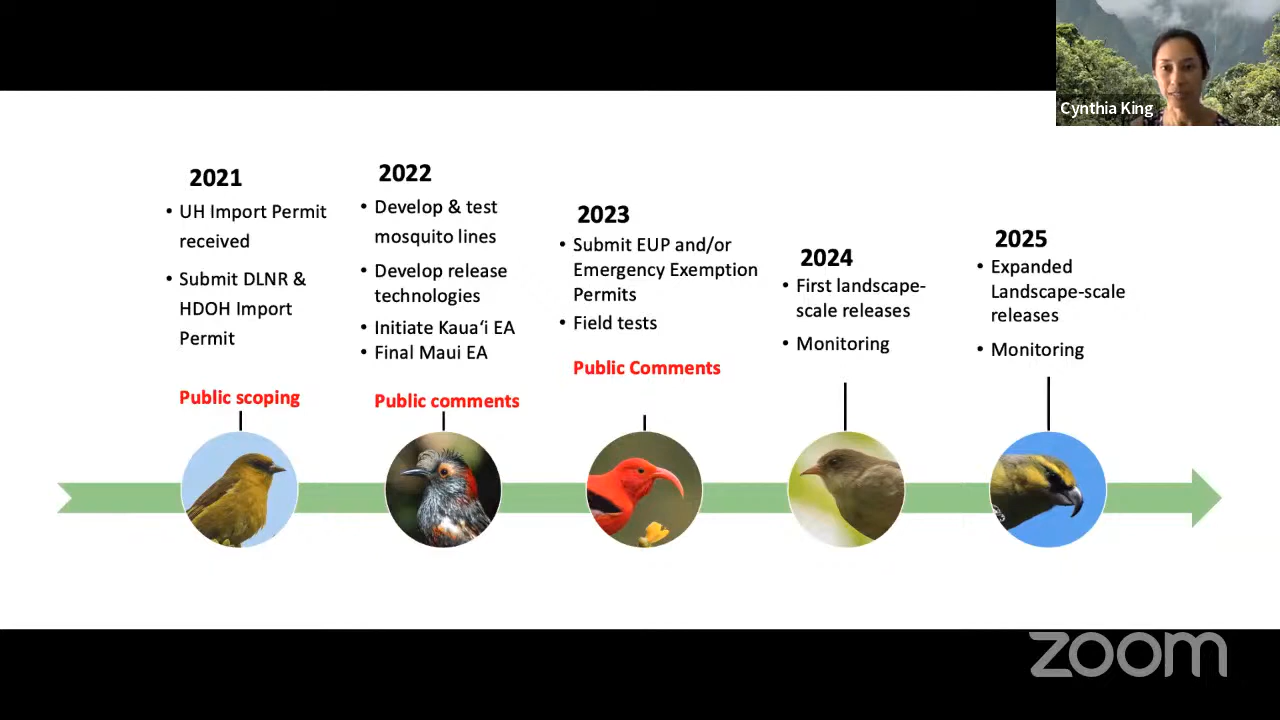 Cynthia King
2021
• UH Import Permit
received
• Submit DLNR &
HDOH Import
Permit
Public scoping
2022
• Develop & test
mosquito lines
• Develop release
technologies
• Initiate Kauaʻi EA
• Final Maui EA
Public comments
2023
• Submit EUP and/or
Emergency Exemption
Permits
• Field tests
Public Comments
2024
• First landscape-
scale releases
• Monitoring
2025
• Expanded
Landscape-scale
releases
• Monitoring
zoom